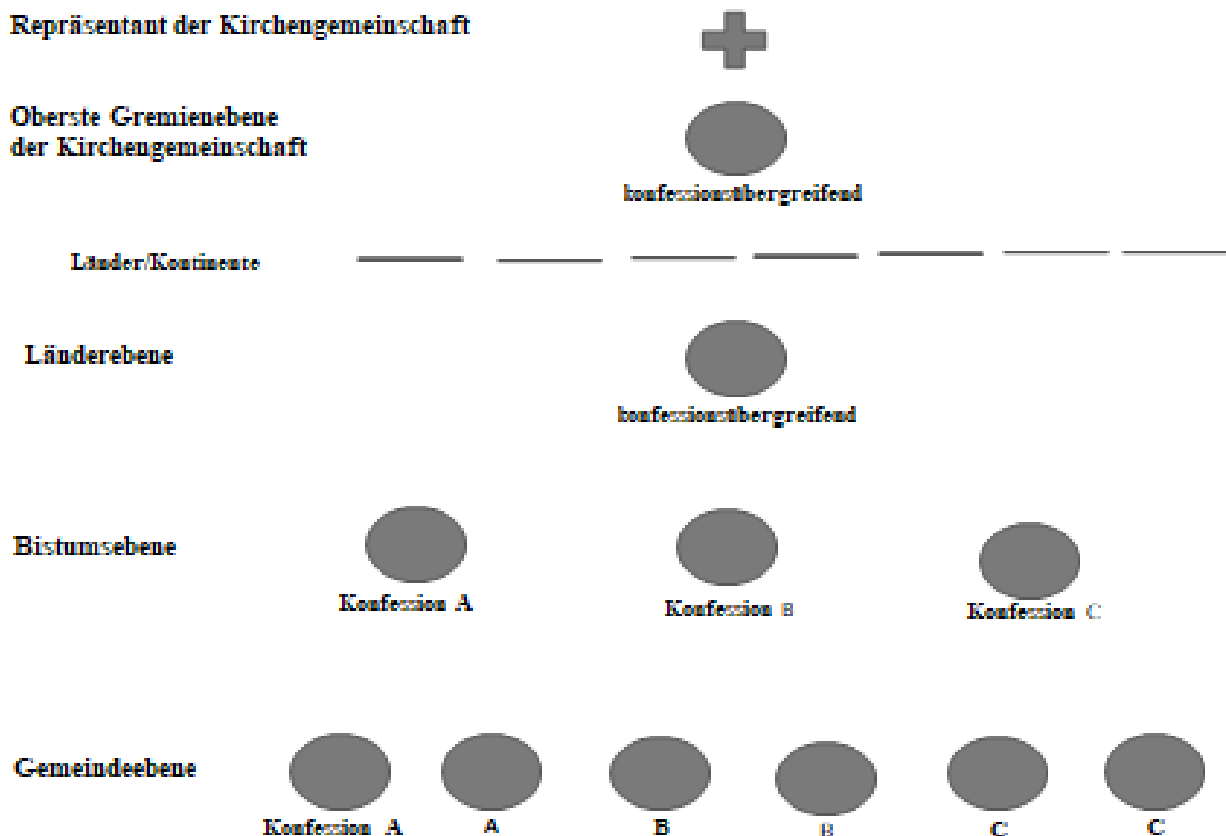 Repräsentant der Kirchengemeinschaft
Oberste Gremienebene
der Kirchengemeinschaft
konfessionsübergreifend
Länder/Kontinente
Länderebene
konfessionsübergreifend
Bistumsebene
Konfession A
Konfession B
Konfession C
Gemeindeebene
Konfession A
A
B
B
C
C